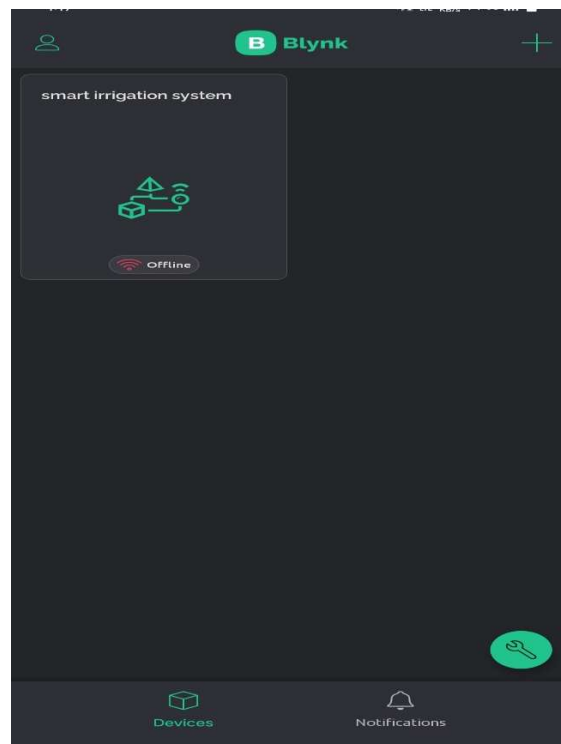 B Blynk
smart irrigation system
Offline
Devices
Notifications